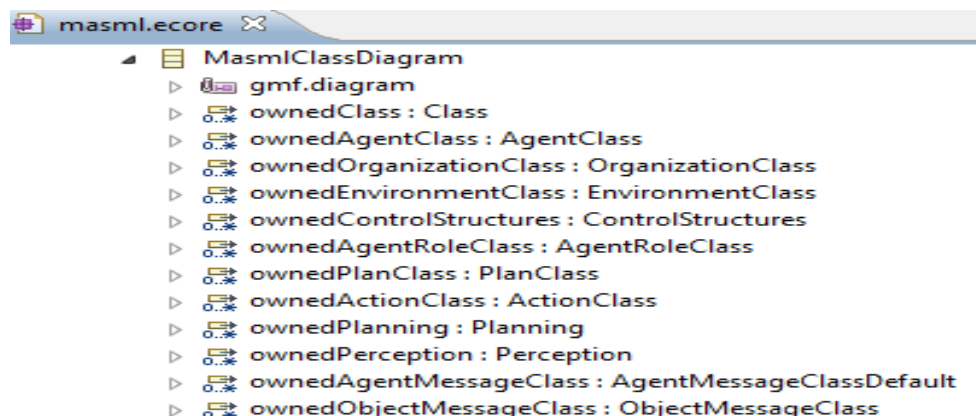 masml.ecore
MasmlClassDiagram
gmf.diagram
ownedClass : Class
ownedAgentClass : AgentClass
ownedOrganizationClass : OrganizationClass
ownedEnvironmentClass : EnvironmentClass
ownedControlStructures : ControlStructures
ownedAgentRoleClass : AgentRoleClass
ownedPlanClass : PlanClass
ownedActionClass : ActionClass
ownedPlanning : Planning
ownedPerception : Perception
ownedAgentMessageClass : AgentMessageClassDefault
ownedObjectMessageClass : ObjectMessageClass